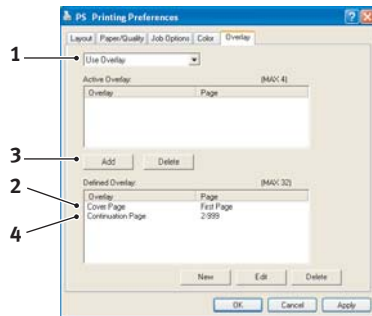 PS Printing Preferences
Layout Paper/Quality Job Options Color Overlay
1
Use Overlay
Active Overlay: (MAX 4)
Overlay Page
3
Add Delete
Defined Overlay: (MAX 32)
Overlay Page
2
Cover Page First Page
4
Continuation Page 2-999
New Edit Delete
OK Cancel Apply